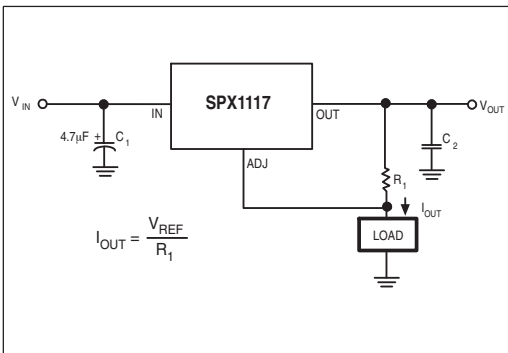 V_IN
SPX1117
IN
OUT
V_OUT
4.7µF + C_1
C_2
ADJ
R_1
I_OUT
I_OUT = V_REF / R_1
LOAD